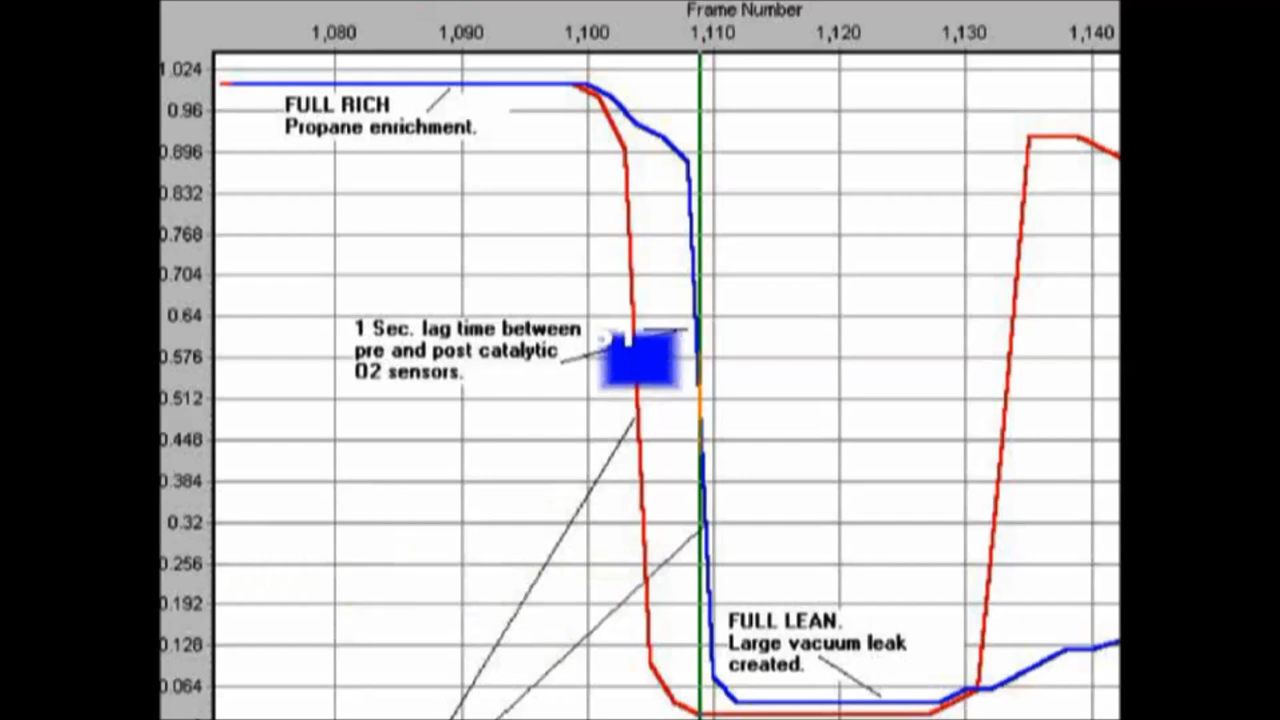 Frame Number
1,080 1,090 1,100 1,110 1,120 1,130 1,140
1.024
0.96
0.896
0.832
0.768
0.704
0.64
0.576
0.512
0.448
0.384
0.32
0.256
0.192
0.128
0.064
FULL RICH
Propane enrichment.
1 Sec. lag time between
pre and post catalytic
O2 sensors.
FULL LEAN.
Large vacuum leak
created.